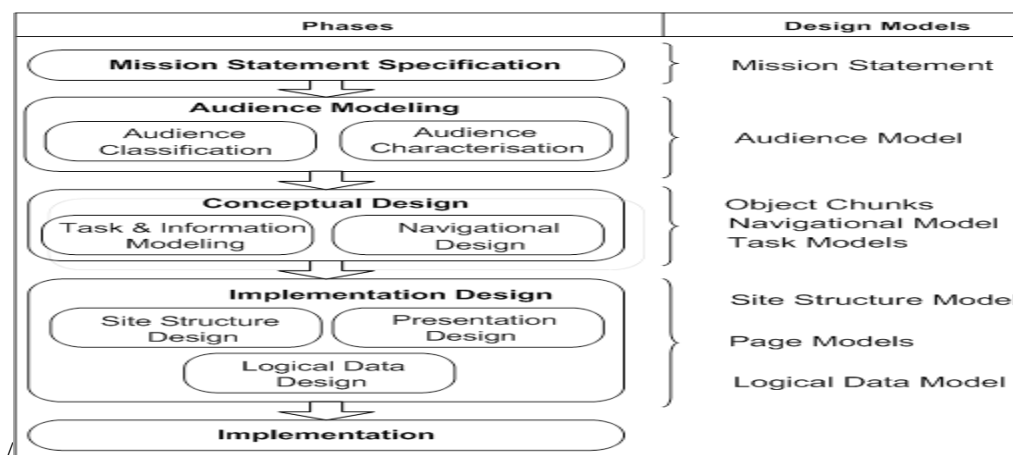 Phases
Design Models
Mission Statement Specification
Mission Statement
Audience Modeling
Audience
Classification
Audience
Characterisation
Audience Model
Conceptual Design
Task & Information
Modeling
Navigational
Design
Object Chunks
Navigational Model
Task Models
Implementation Design
Site Structure
Design
Presentation
Design
Logical Data
Design
Site Structure Model
Page Models
Logical Data Model
Implementation
/